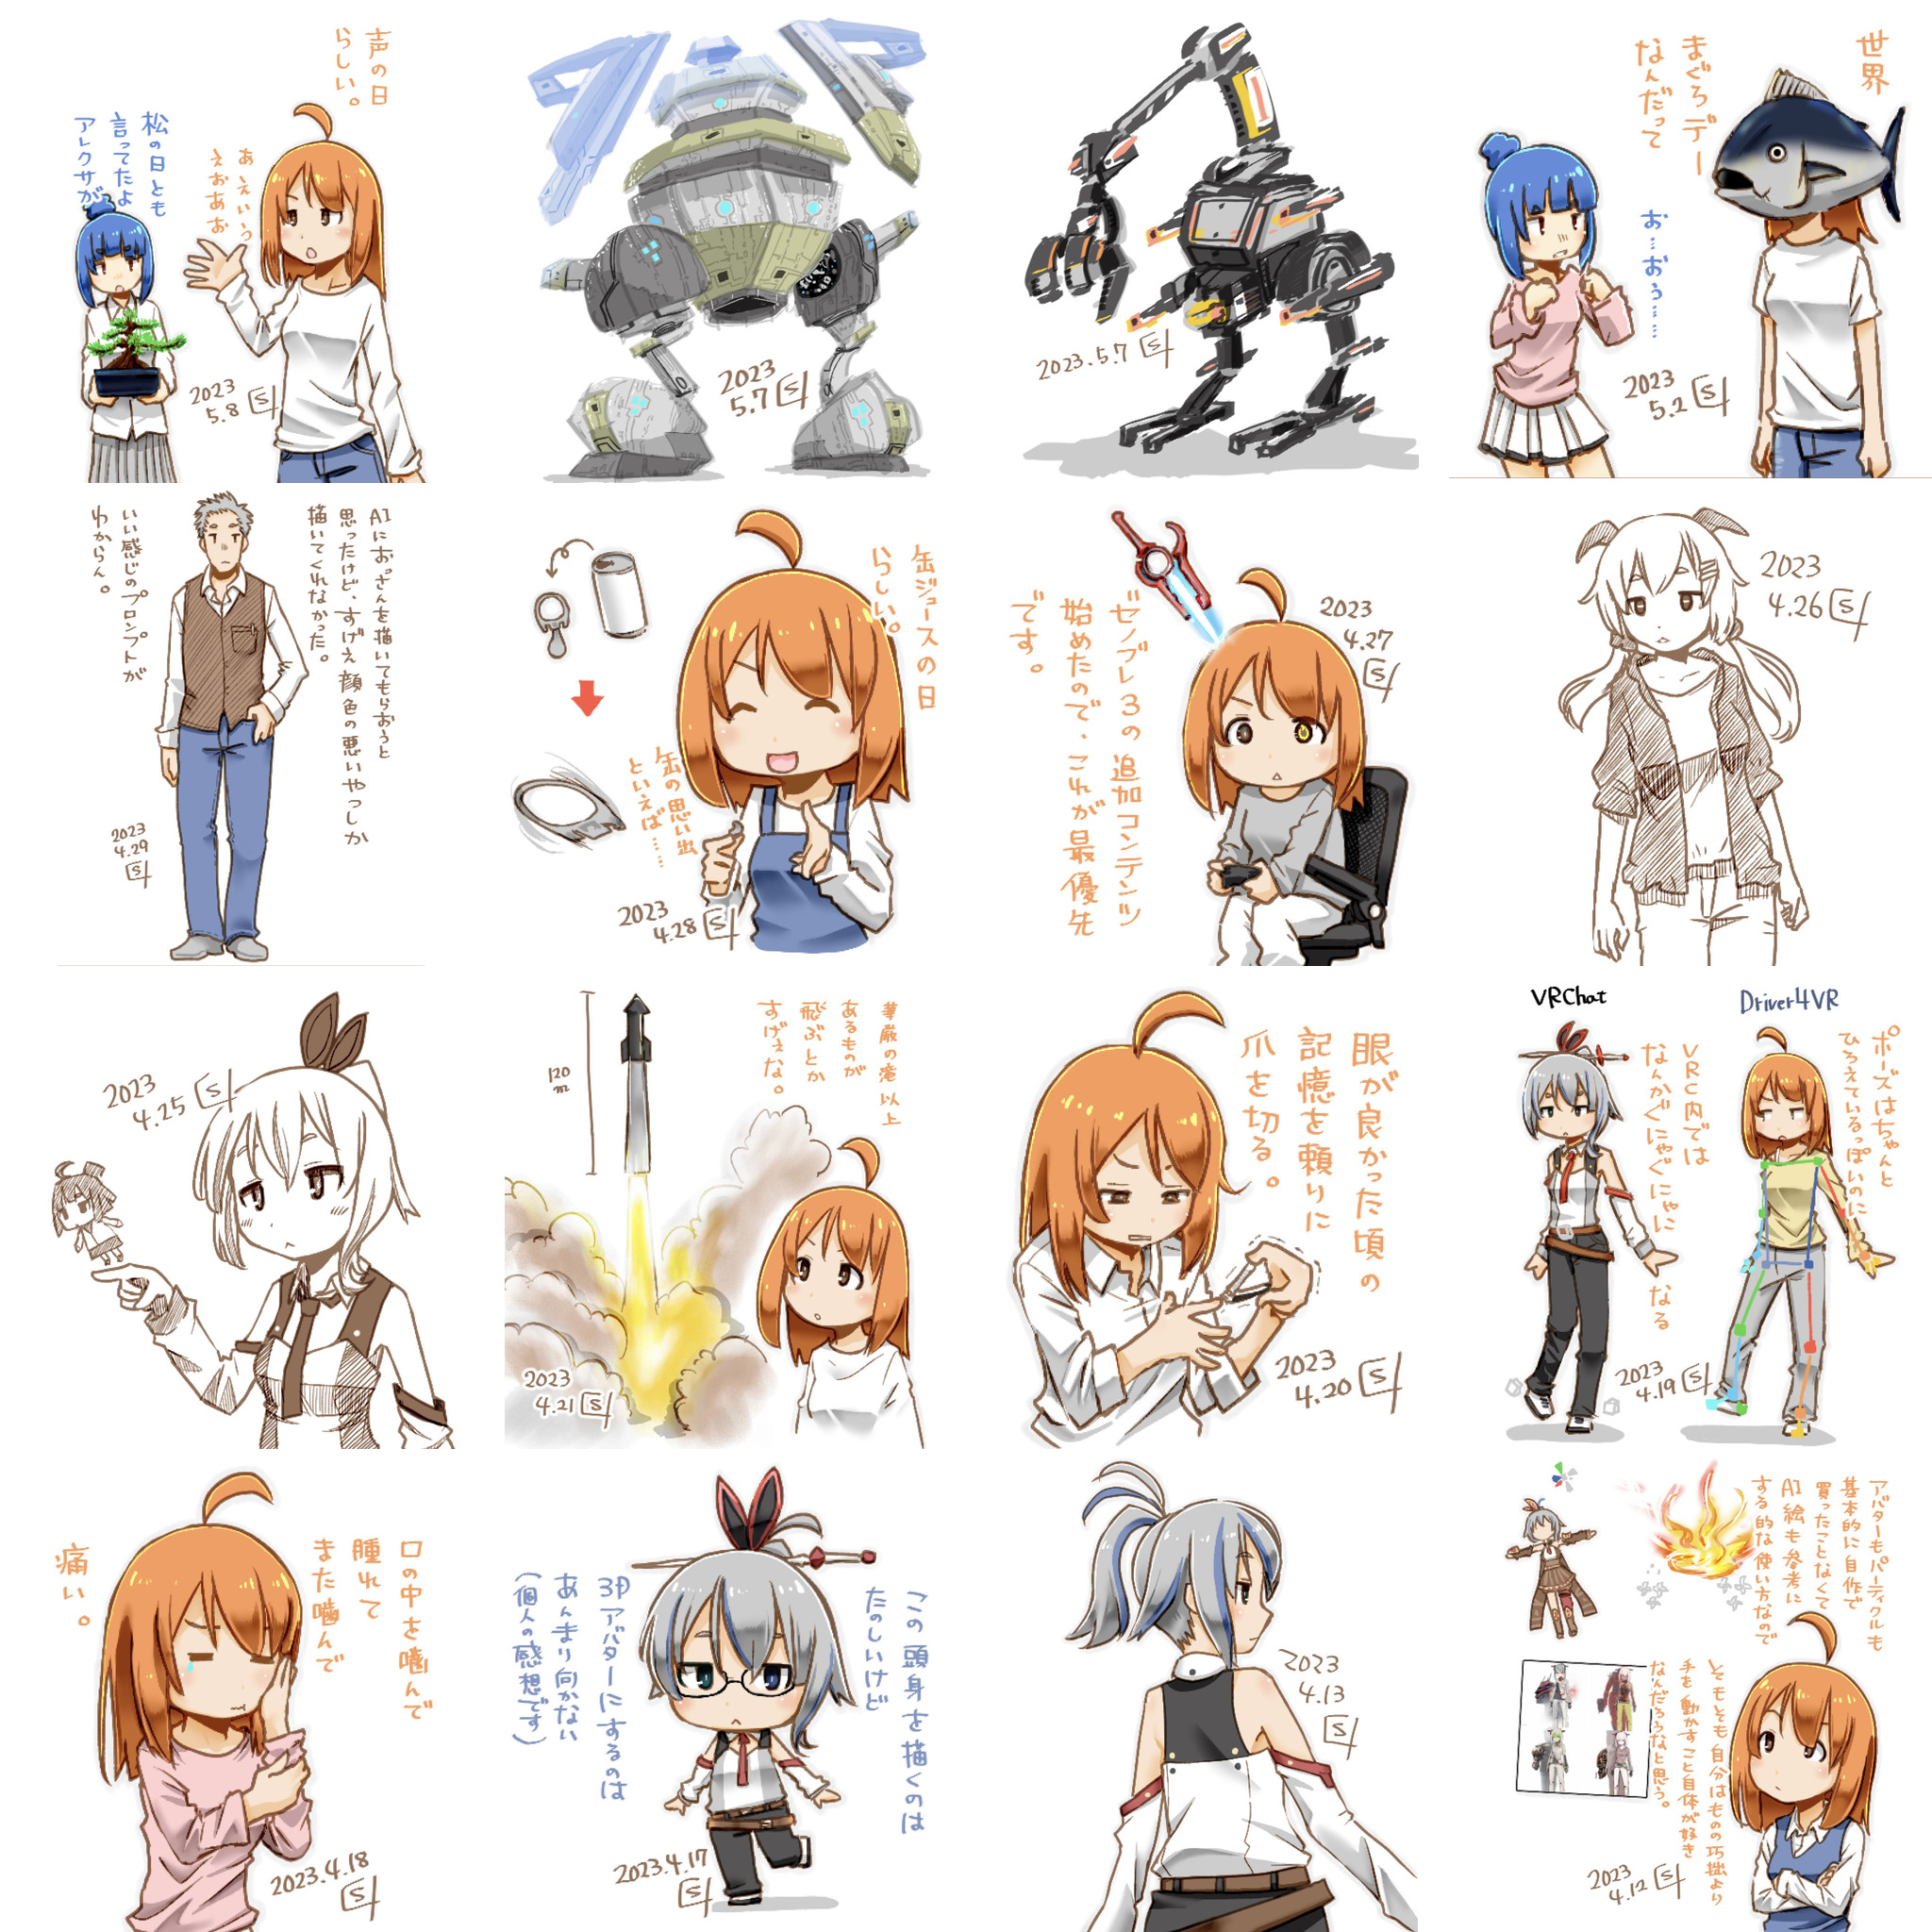 声の日
らしい。
あえいう
えおあお
松の日とも
言ってたよ
アレクサが
2023
5.8
S
2023
5.7
S
2023.5.7
S
世界
まぐろデー
なんだって
お…おぅ……
2023
5.2
S
AIにおっさんを描いてもらおうと
思ったけど、すげえ顔色の悪いやつしか
描いてくれなかった。
いい感じのプロンプトが
わからん。
2023
4.29
S
缶ジュースの日
らしい。
缶の思い出
といえば……
2023
4.28
S
ゼノブレ3の追加コンテンツ
始めたので、これが最優先
です。
2023
4.27
S
2023
4.26
S
2023
4.25
S
120
m
華厳の滝以上
あるものが
飛ぶとか
すげえな。
2023
4.21
S
眼が良かった頃の
記憶を頼りに
爪を切る。
2023
4.20
S
VRChat
Driver4VR
ポーズはちゃんと
ひろえているっぽいのに
VRC内では
なんかぐにゃぐにゃに
なる
2023
4.19
S
口の中を噛んで
腫れて
また噛んで
痛い。
2023.4.18
S
この頭身を描くのは
たのしいけど
3Pアバターにするのは
あんまり向かない
(個人の感想です)
2023.4.17
S
2023
4.13
S
アバターもパーティクルも
基本的に自作で
買ったことなくて
AI絵も参考に
する的な使い方なので
そもそも自分はものの巧拙より
手を動かすこと自体が好き
なんだろうなと思う。
2023
4.12
S